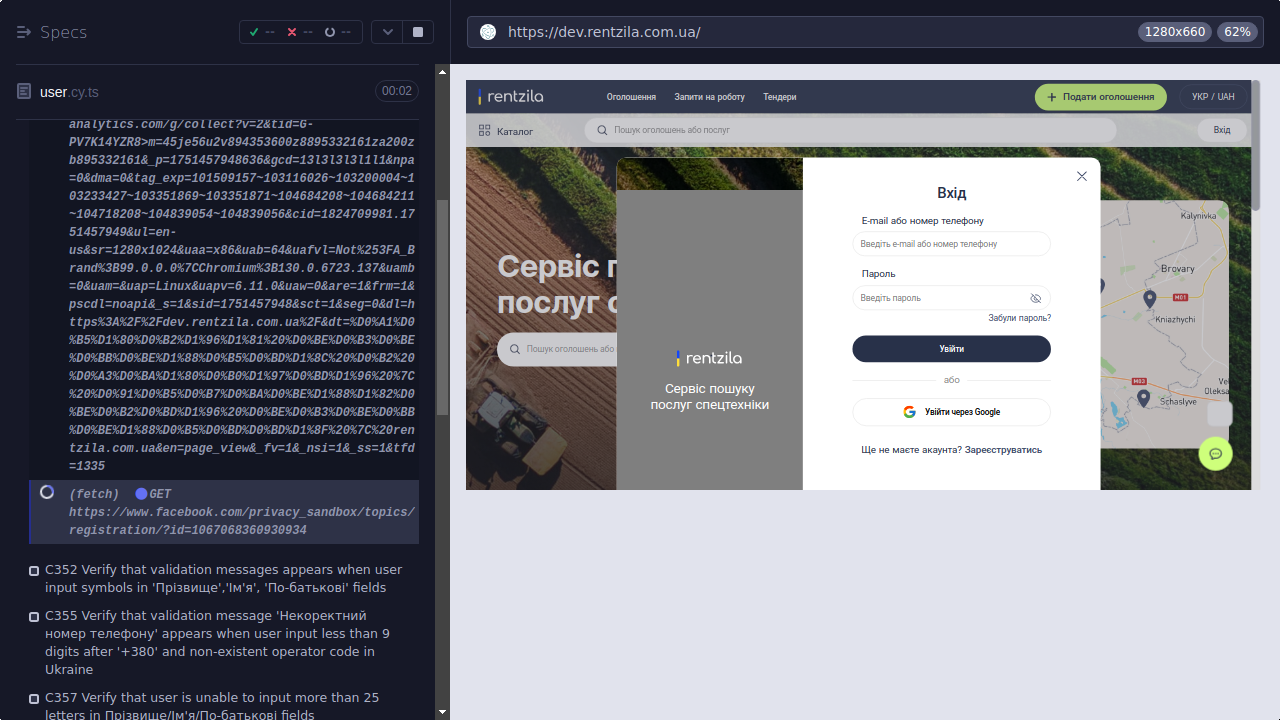 Specs
--
--
--
https://dev.rentzila.com.ua/
1280x660
62%
user.cy.ts
00:02
analytics.com/g/collect?v=2&tid=G-
PV7K14YZR8>m=45je56u2v894353600z8895332161za200z
b895332161&_p=1751457948636&gcd=13l3l3l3l1l1&npa
=0&dma=0&tag_exp=101509157~103116026~103200004~1
03233427~103351869~103351871~104684208~104684211
~104718208~104839054~104839056&cid=1824709981.17
51457949&ul=en-
us&sr=1280x1024&uaa=x86&uab=64&uafvl=Not%253FA_B
rand%3B99.0.0.0%7CChromium%3B130.0.6723.137&uamb
=0&uam=&uap=Linux&uapv=6.11.0&uaw=0&are=1&frm=1&
pscdl=noapi&_s=1&sid=1751457948&sct=1&seg=0&dl=h
ttps%3A%2F%2Fdev.rentzila.com.ua%2F&dt=%D0%A1%D0
%B5%D1%80%D0%B2%D1%96%D1%81%20%D0%BE%D0%B3%D0%BE
%D0%BB%D0%BE%D1%88%D0%B5%D0%BD%D1%8C%20%D0%B2%20
%D0%A3%D0%BA%D1%80%D0%B0%D1%97%D0%BD%D1%96%20%7C
%20%D0%91%D0%B5%D0%B7%D0%BA%D0%BE%D1%88%D1%82%D0
%BE%D0%B2%D0%BD%D1%96%20%D0%BE%D0%B3%D0%BE%D0%BB
%D0%BE%D1%88%D0%B5%D0%BD%D0%BD%D1%8F%20%7C%20ren
tzila.com.ua&en=page_view&_fv=1&_nsi=1&_ss=1&tfd
=1335
(fetch) GET
https://www.facebook.com/privacy_sandbox/topics/
registration/?id=1067068360930934
C352 Verify that validation messages appears when user
input symbols in 'Прізвище','Ім'я', 'По-батькові' fields
C355 Verify that validation message 'Некоректний
номер телефону' appears when user input less than 9
digits after '+380' and non-existent operator code in
Ukraine
C357 Verify that user is unable to input more than 25
letters in Прізвище/Ім'я/По-батькові fields
rentzila
Оголошення
Запити на роботу
Тендери
Подати оголошення
УКР / UAH
Каталог
Пошук оголошень або послуг
Вхід
Сервіс п
послуг с
Пошук оголошень або
rentzila
Сервіс пошуку
послуг спецтехніки
Вхід
E-mail або номер телефону
Введіть e-mail або номер телефону
Пароль
Введіть пароль
Забули пароль?
Увійти
або
Увійти через Google
Ще не маєте акаунта? Зареєструватись
Kalynivka
Brovary
M01
Kniazhychi
M03
Schaslyve
Vel
Oleksa